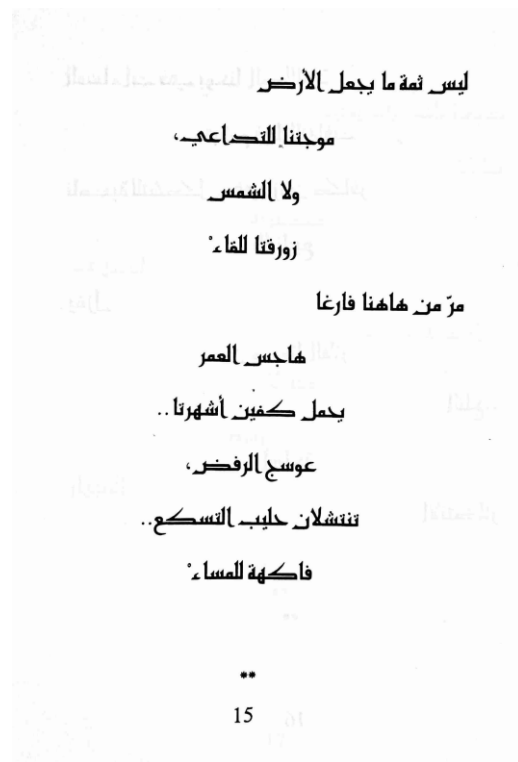 ليس ثمة ما يجعل الأرض
موجتنا للتداعي،
ولا الشمس
زورقتا للقاءْ
مرّ من هاهنا فارغا
هاجس العمر
يحمل كفين أشهرتا..
عوسج الرفض،
تنتشلان حليب التسكع..
فاكهة للمساءْ
**
15